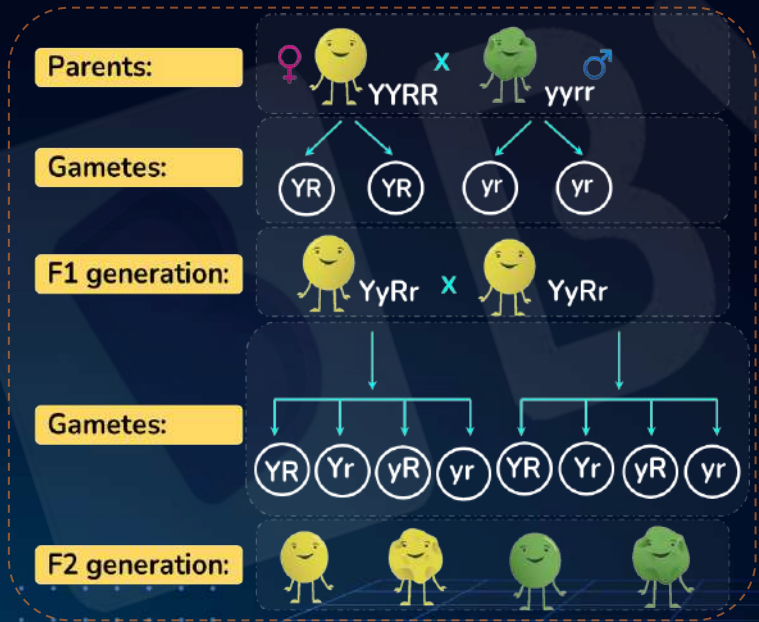 Parents:
♀ YYRR x yyrr ♂
Gametes:
YR YR yr yr
F1 generation:
YyRr x YyRr
Gametes:
YR Yr yR yr YR Yr yR yr
F2 generation: